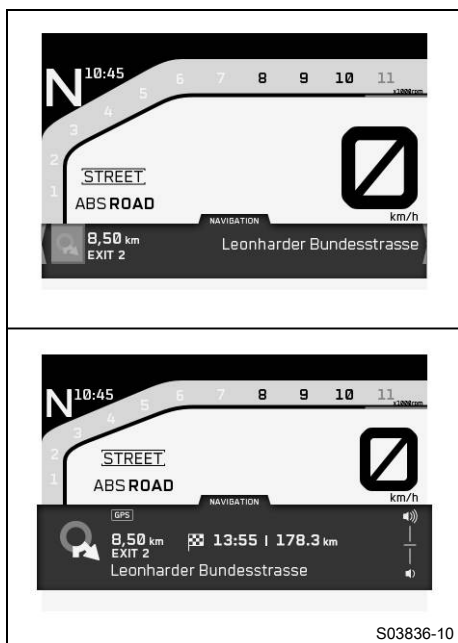 N 10:45
1 2 3 4 5 6 7 8 9 10 11
x1000rpm
0
km/h
STREET
ABS ROAD
NAVIGATION
8,50 km
EXIT 2
Leonharder Bundesstrasse
N 10:45
1 2 3 4 5 6 7 8 9 10 11
x1000rpm
0
km/h
STREET
ABS ROAD
NAVIGATION
GPS
8,50 km 13:55 | 178.3 km
EXIT 2
Leonharder Bundesstrasse
S03836-10